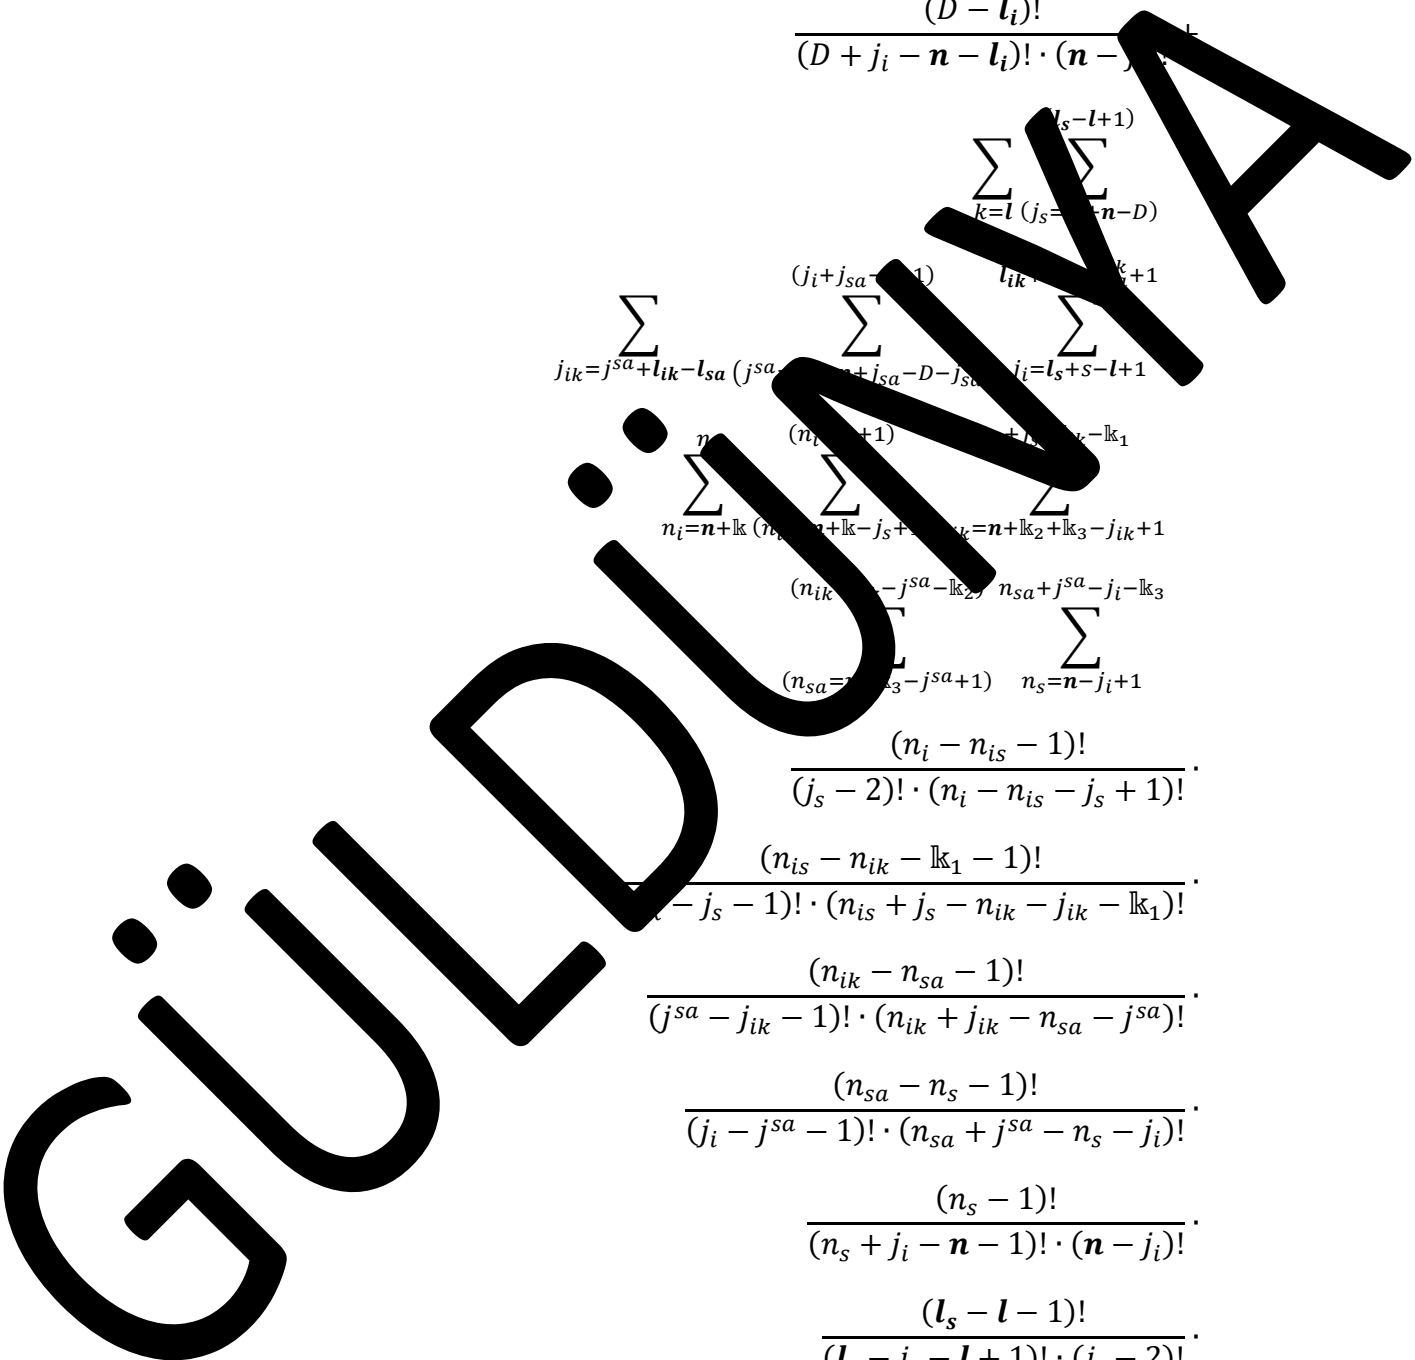 (D − l_i)!
(D + j_i − n − l_i)! · (n − j
+
l_s−l+1)
∑ ∑
k=l (j_s= +n−D)
(j_i+j_sa− 1) l_ik+ +1
∑ ∑ ∑
j_ik=j^sa+l_ik−l_sa (j^sa n+j_sa−D−j_sa j_i=l_s+s−l+1
n (n_i +1) +j −𝕜_1
∑ ∑ ∑
n_i=n+𝕜 (n n+𝕜−j_s+ ik=n+𝕜_2+𝕜_3−j_ik+1
(n_ik −j^sa−𝕜_2) n_sa+j^sa−j_i−𝕜_3
∑ ∑
(n_sa= 3−j^sa+1) n_s=n−j_i+1
(n_i − n_is − 1)!
(j_s − 2)! · (n_i − n_is − j_s + 1)! ·
(n_is − n_ik − 𝕜_1 − 1)!
− j_s − 1)! · (n_is + j_s − n_ik − j_ik − 𝕜_1)! ·
(n_ik − n_sa − 1)!
(j^sa − j_ik − 1)! · (n_ik + j_ik − n_sa − j^sa)! ·
(n_sa − n_s − 1)!
(j_i − j^sa − 1)! · (n_sa + j^sa − n_s − j_i)! ·
(n_s − 1)!
(n_s + j_i − n − 1)! · (n − j_i)! ·
(l_s − l − 1)!
− l + 1)! · − 2)! ·
GÜLDÜNYA